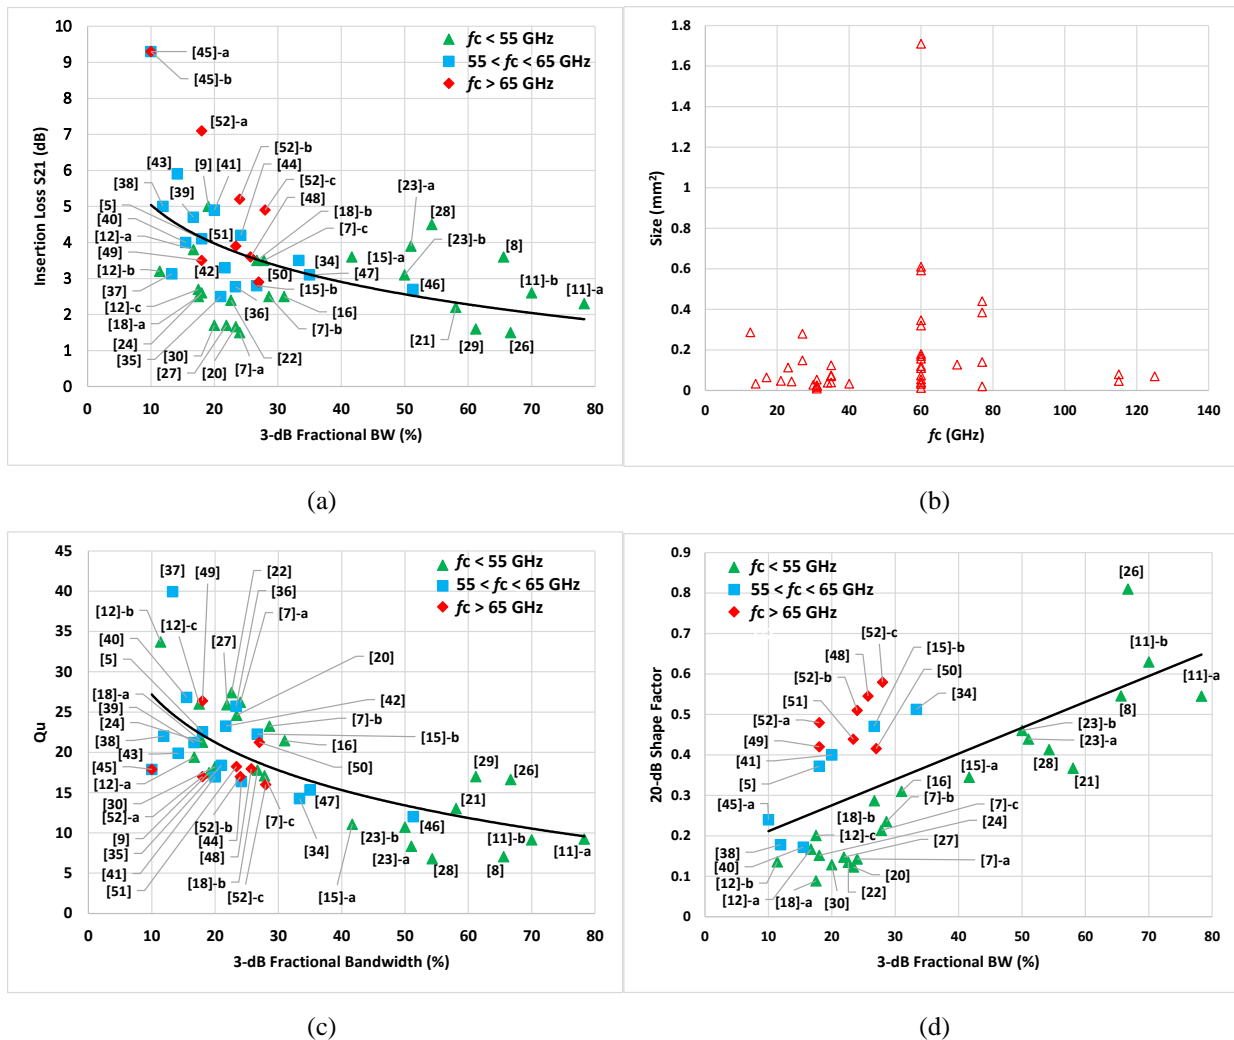 10
9
8
7
6
5
4
3
2
1
0
Insertion Loss S21 (dB)
fc < 55 GHz
55 < fc < 65 GHz
fc > 65 GHz
[45]-a
[45]-b
[52]-a
[43]
[9]
[41]
[52]-b
[44]
[38]
[39]
[52]-c
[48]
[23]-a
[5]
[28]
[40]
[51]
[18]-b
[7]-c
[23]-b
[8]
[12]-a
[49]
[34]
[15]-a
[12]-b
[42]
[50]
[47]
[46]
[11]-b
[11]-a
[37]
[15]-b
[12]-c
[36]
[16]
[18]-a
[7]-b
[24]
[21]
[29]
[26]
[35]
[30]
[22]
[27]
[20]
[7]-a
0 10 20 30 40 50 60 70 80
3-dB Fractional BW (%)
(a)
1.8
1.6
1.4
1.2
1
0.8
0.6
0.4
0.2
0
Size (mm²)
0 20 40 60 80 100 120 140
fc (GHz)
(b)
45
40
35
30
25
20
15
10
5
0
Qu
fc < 55 GHz
55 < fc < 65 GHz
fc > 65 GHz
[37]
[49]
[22]
[36]
[7]-a
[12]-b
[12]-c
[27]
[40]
[20]
[5]
[42]
[18]-a
[39]
[7]-b
[24]
[15]-b
[38]
[16]
[43]
[50]
[45]
[29]
[26]
[12]-a
[47]
[21]
[30]
[52]-a
[52]-b
[7]-c
[46]
[9]
[44]
[23]-b
[11]-b
[35]
[34]
[11]-a
[48]
[23]-a
[41]
[28]
[8]
[51]
[18]-b
[52]-c
[15]-a
0 10 20 30 40 50 60 70 80
3-dB Fractional Bandwidth (%)
(c)
0.9
0.8
0.7
0.6
0.5
0.4
0.3
0.2
0.1
0
20-dB Shape Factor
fc < 55 GHz
55 < fc < 65 GHz
fc > 65 GHz
[26]
[52]-c
[15]-b
[11]-b
[48]
[50]
[52]-b
[11]-a
[51]
[34]
[52]-a
[8]
[49]
[23]-b
[41]
[23]-a
[5]
[28]
[21]
[15]-a
[16]
[45]-a
[7]-b
[18]-b
[7]-c
[12]-c
[24]
[38]
[27]
[40]
[7]-a
[12]-b
[20]
[12]-a
[18]-a
[30]
[22]
0 10 20 30 40 50 60 70 80
3-dB Fractional BW (%)
(d)